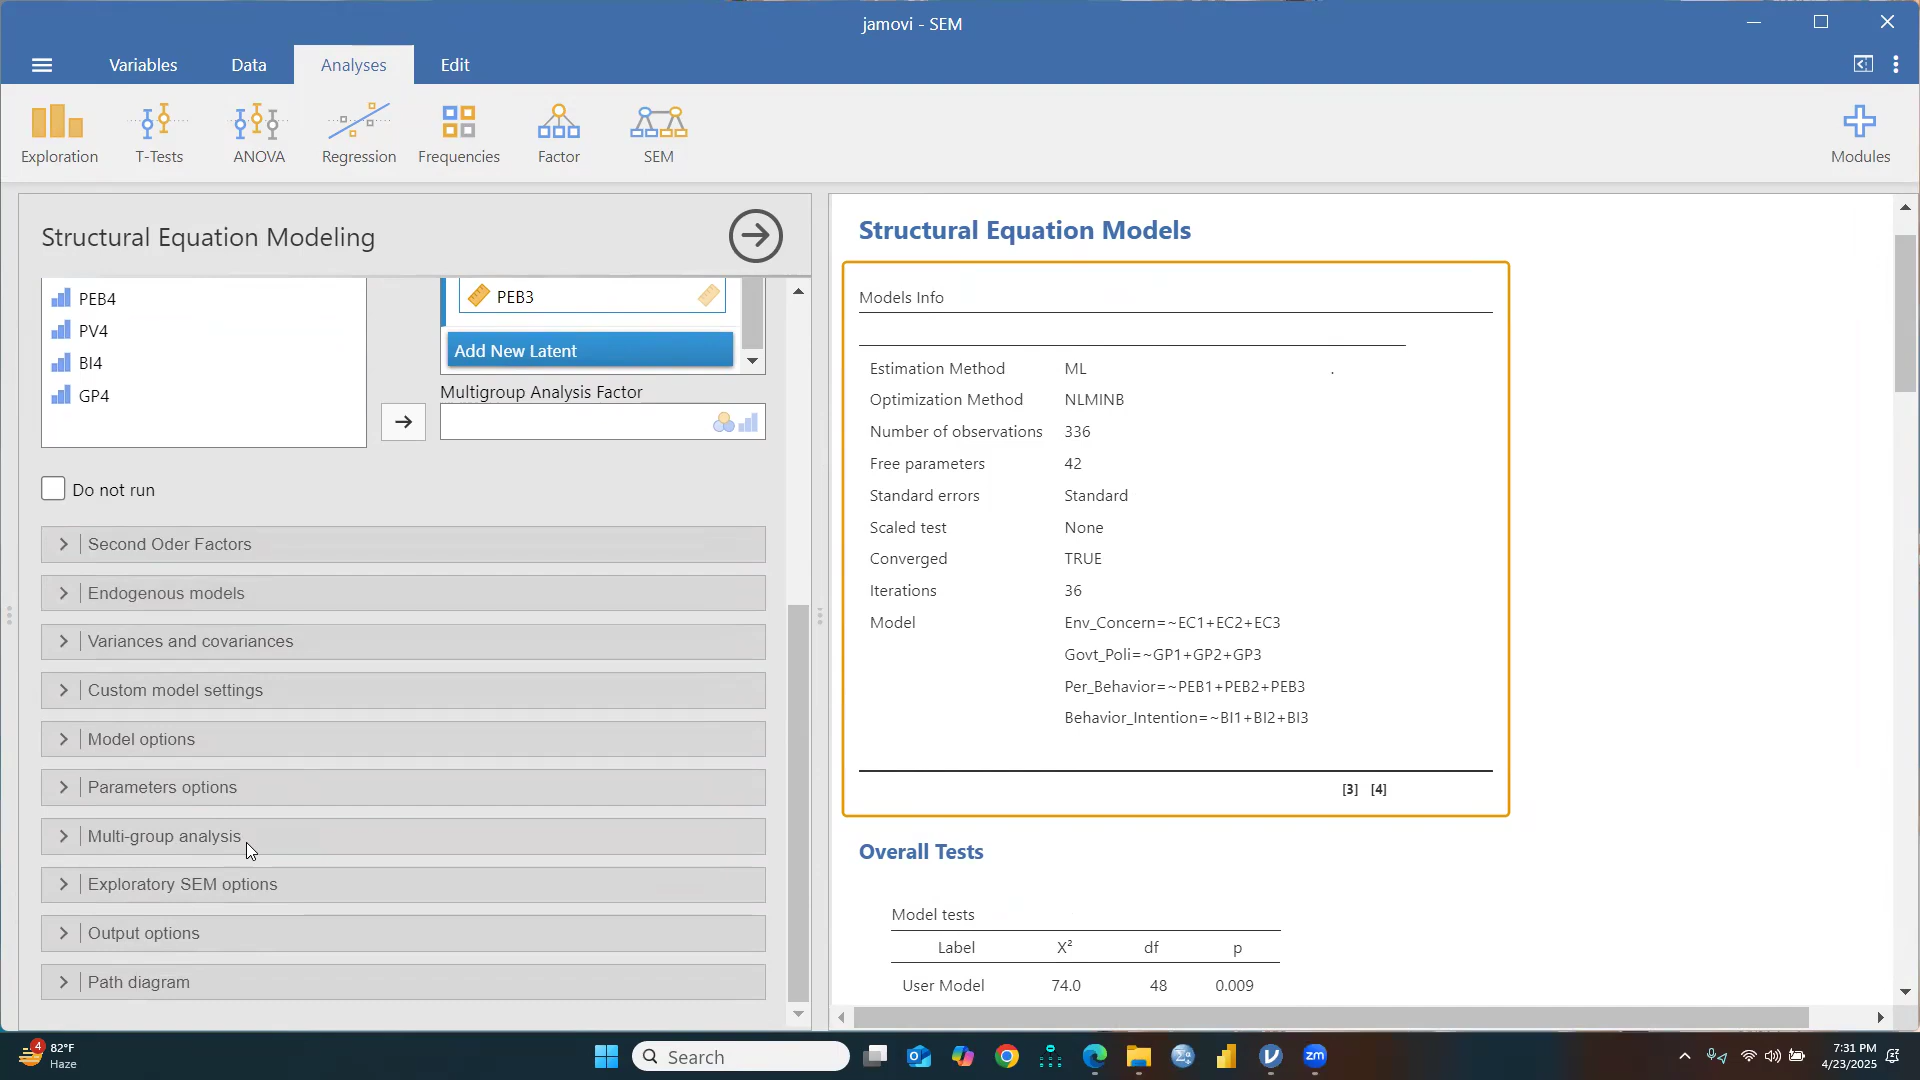 jamovi - SEM
Variables
Data
Analyses
Edit
Exploration
T-Tests
ANOVA
Regression
Frequencies
Factor
SEM
Modules
Structural Equation Modeling
PEB4
PV4
BI4
GP4
PEB3
Add New Latent
Multigroup Analysis Factor
Do not run
Second Oder Factors
Endogenous models
Variances and covariances
Custom model settings
Model options
Parameters options
Multi-group analysis
Exploratory SEM options
Output options
Path diagram
Structural Equation Models
Models Info
Estimation Method ML .
Optimization Method NLMINB
Number of observations 336
Free parameters 42
Standard errors Standard
Scaled test None
Converged TRUE
Iterations 36
Model Env_Concern=~EC1+EC2+EC3
Govt_Poli=~GP1+GP2+GP3
Per_Behavior=~PEB1+PEB2+PEB3
Behavior_Intention=~BI1+BI2+BI3
[3] [4]
Overall Tests
Model tests
Label X² df p
User Model 74.0 48 0.009
4
82°F
Haze
Search
zm
7:31 PM
4/23/2025